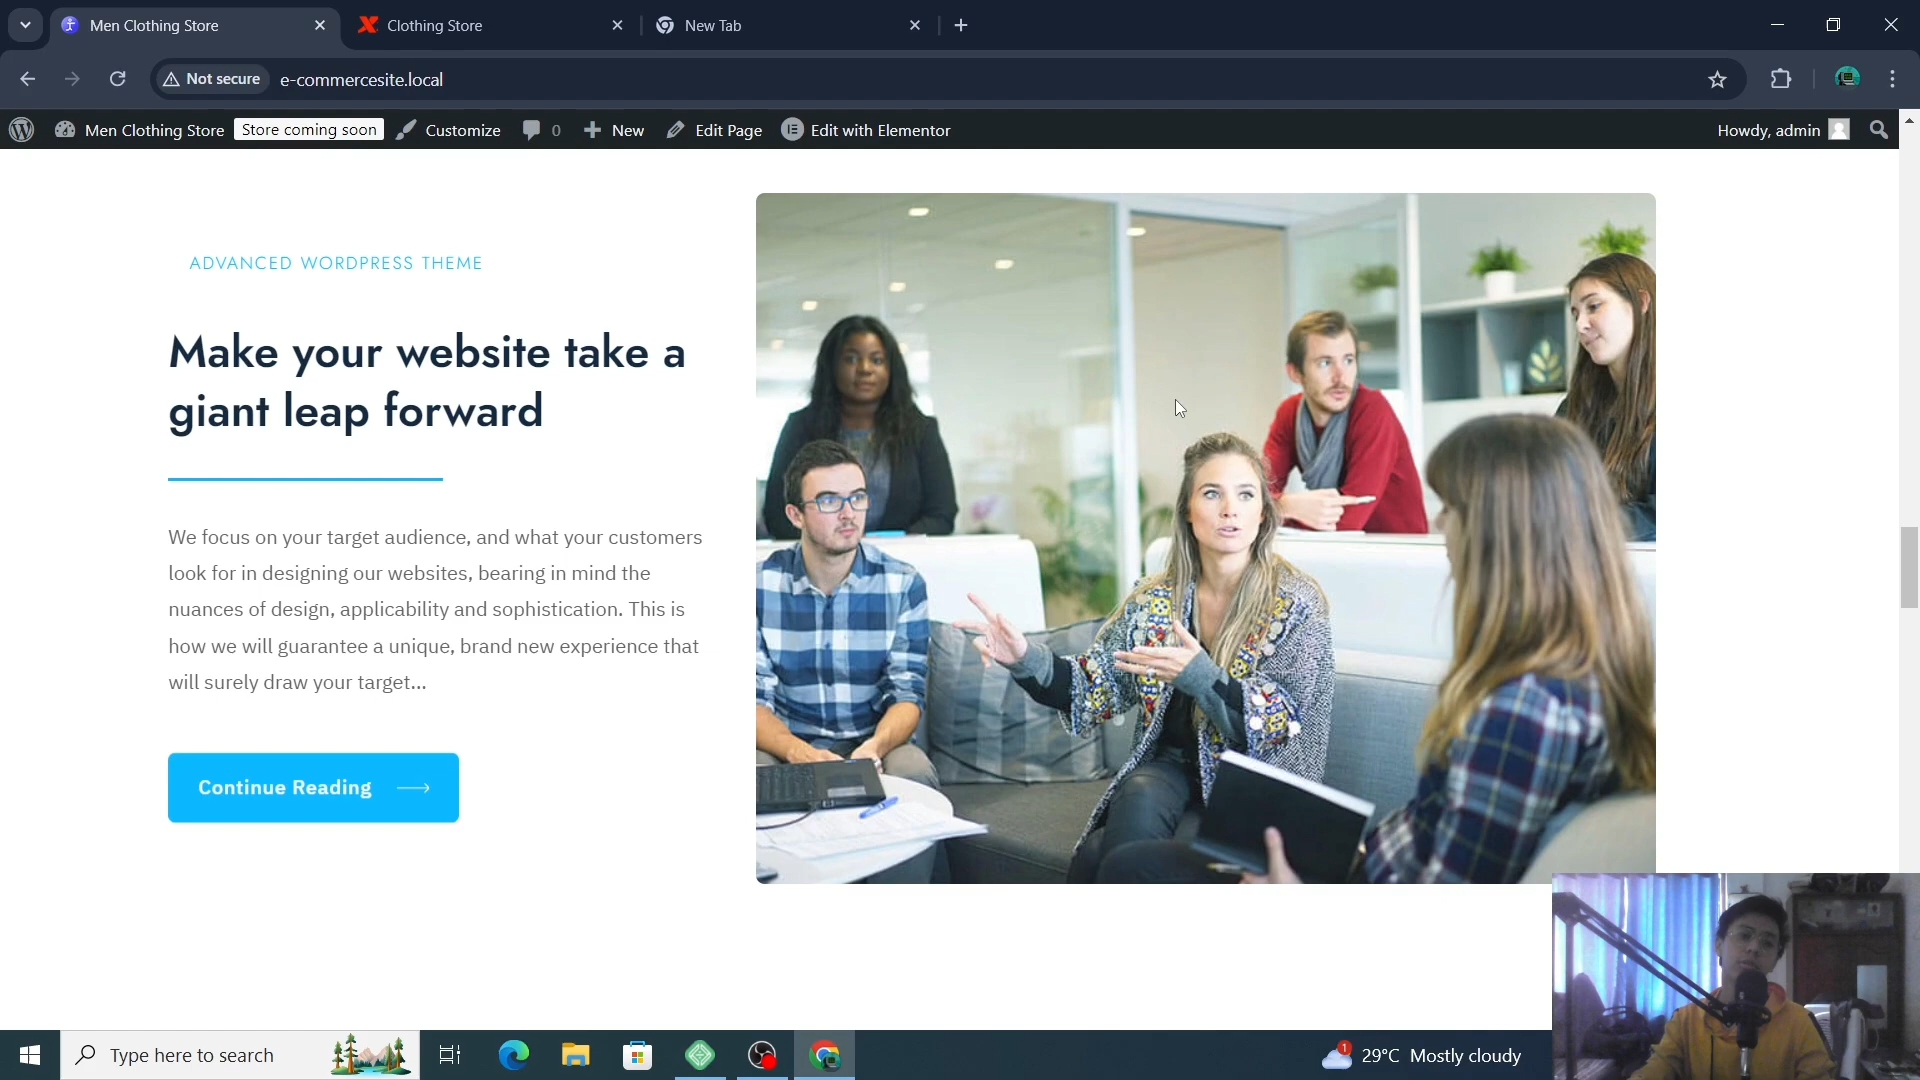 Men Clothing Store
Clothing Store
New Tab
Not secure
e-commercesite.local
Men Clothing Store
Store coming soon
Customize
0
New
Edit Page
Edit with Elementor
Howdy, admin
ADVANCED WORDPRESS THEME
Make your website take a
giant leap forward
We focus on your target audience, and what your customers
look for in designing our websites, bearing in mind the
nuances of design, applicability and sophistication. This is
how we will guarantee a unique, brand new experience that
will surely draw your target...
Continue Reading
Type here to search
1
29°C Mostly cloudy